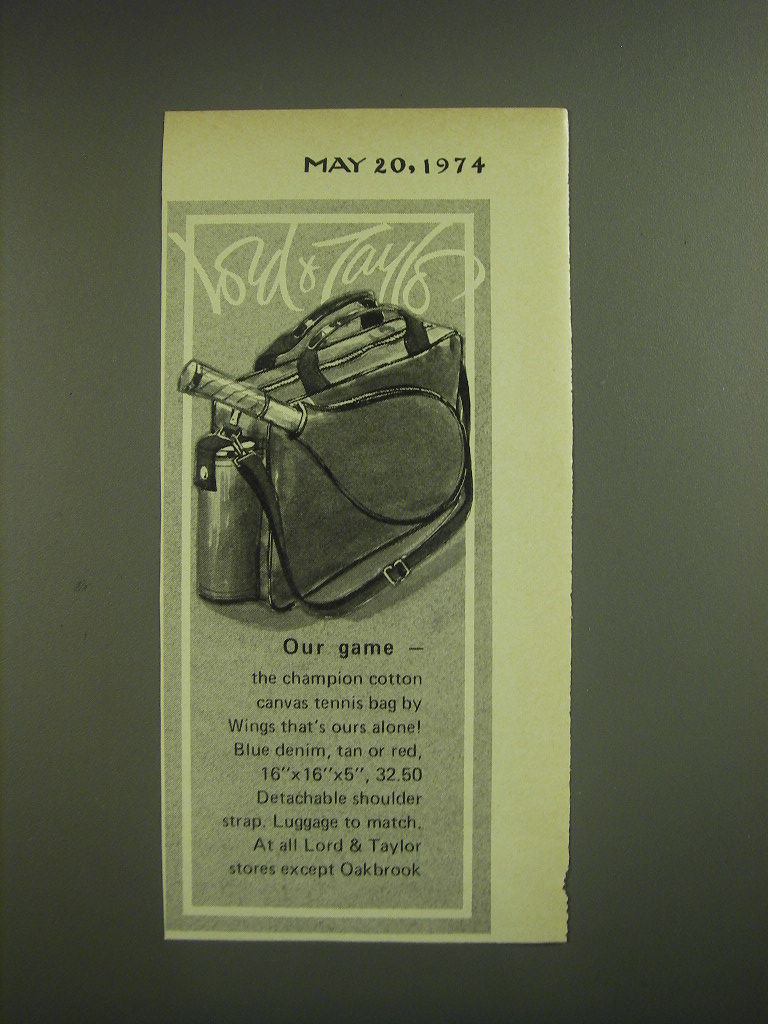 MAY 20, 1974
Lord & Taylor
Our game —
the champion cotton
canvas tennis bag by
Wings that's ours alone!
Blue denim, tan or red,
16"x16"x5", 32.50
Detachable shoulder
strap. Luggage to match.
At all Lord & Taylor
stores except Oakbrook